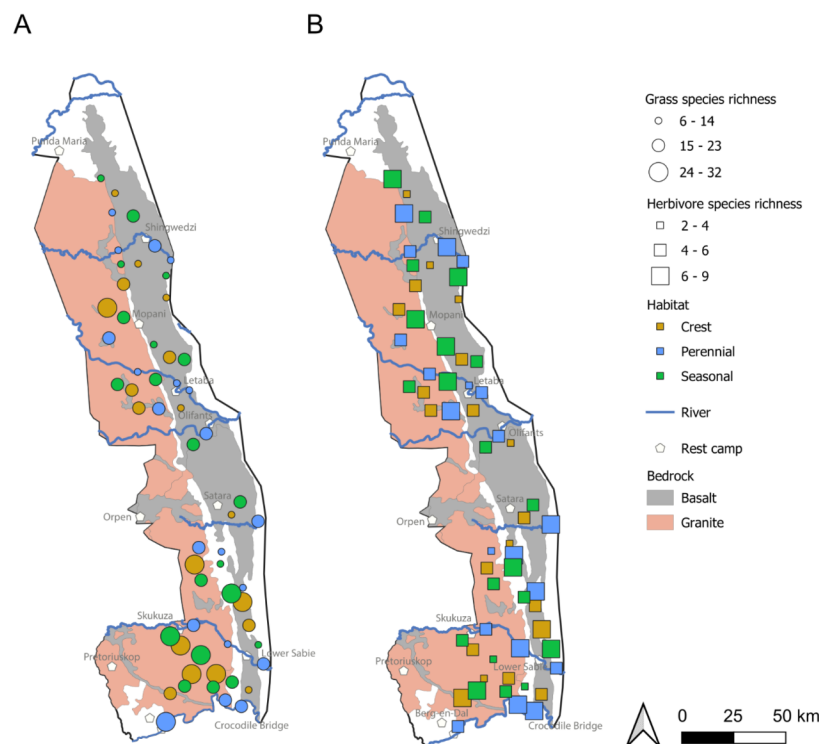 A
B
Punda Maria
Shingwedzi
Mopani
Letaba
Olifants
Satara
Orpen
Skukuza
Lower Sabie
Pretoriuskop
Crocodile Bridge
Punda Maria
Shingwedzi
Mopani
Letaba
Olifants
Satara
Orpen
Skukuza
Lower Sabie
Pretoriuskop
Berg-en-Dal
Crocodile Bridge
Grass species richness
6 - 14
15 - 23
24 - 32
Herbivore species richness
2 - 4
4 - 6
6 - 9
Habitat
Crest
Perennial
Seasonal
River
Rest camp
Bedrock
Basalt
Granite
0 25 50 km